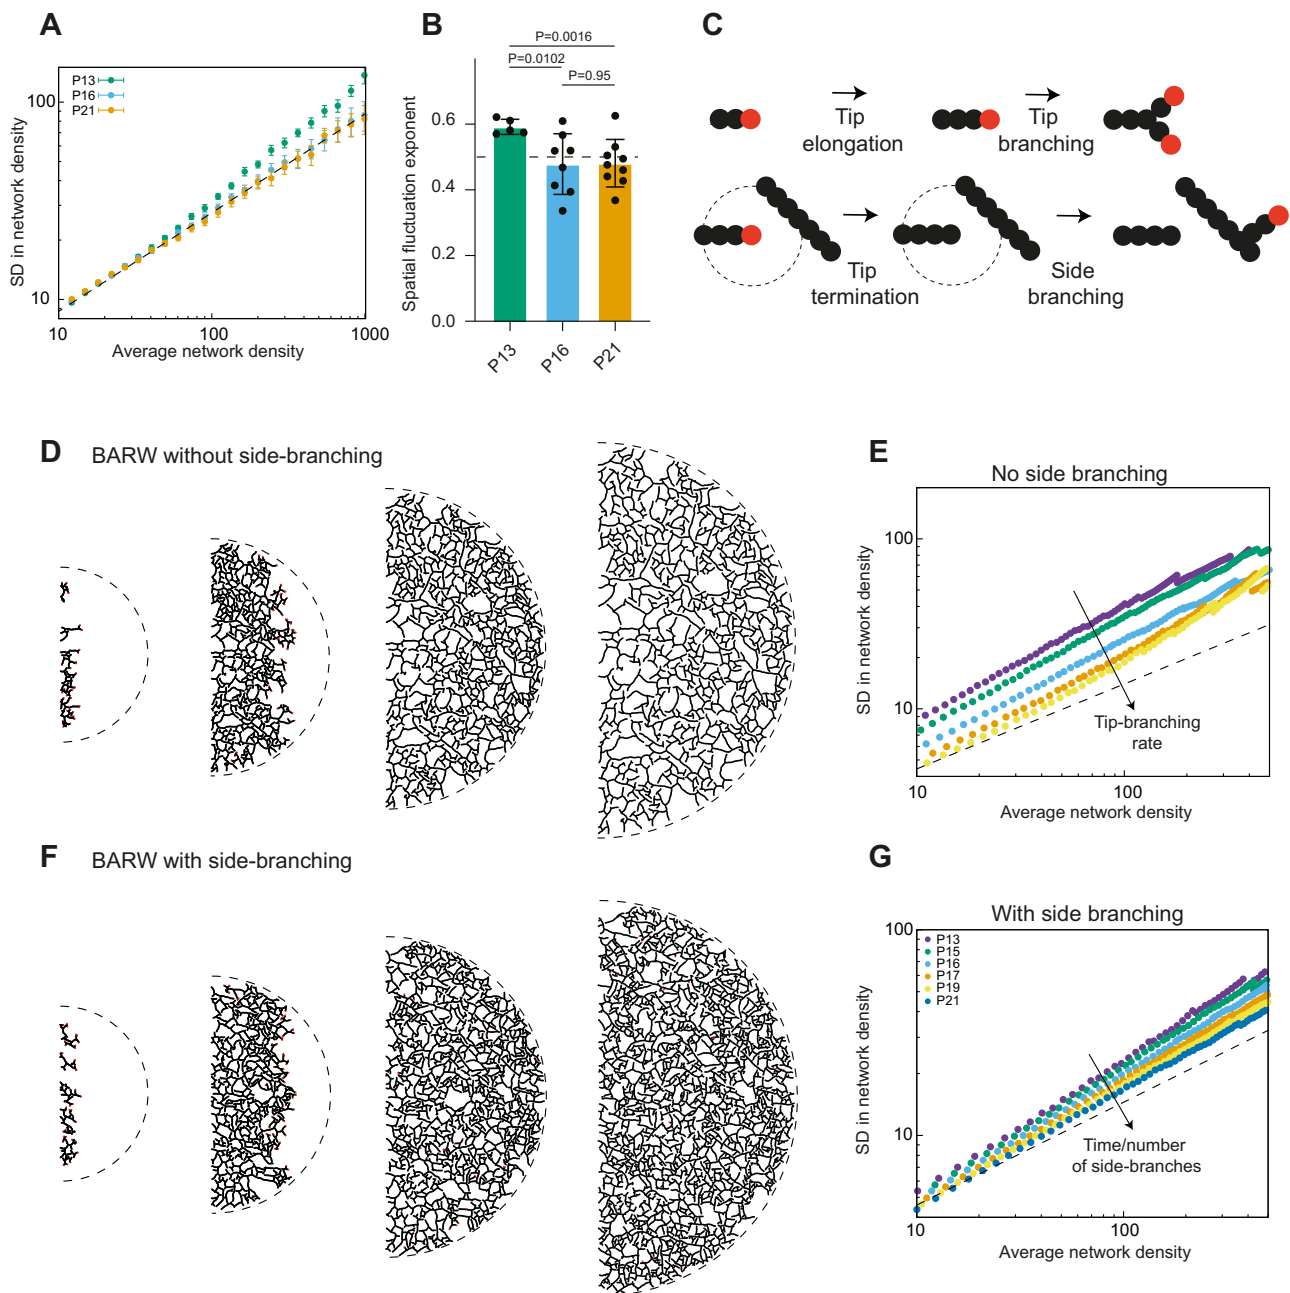 A
P13
P16
P21
100
10
SD in network density
10
100
1000
Average network density
B
P=0.0016
P=0.0102
P=0.95
0.6
0.4
0.2
0.0
Spatial fluctuation exponent
P13
P16
P21
C
Tip
elongation
Tip
branching
Tip
termination
Side
branching
D
BARW without side-branching
E
No side branching
100
10
SD in network density
Tip-branching
rate
10
100
Average network density
F
BARW with side-branching
G
With side branching
100
10
SD in network density
P13
P15
P16
P17
P19
P21
Time/number
of side-branches
10
100
Average network density